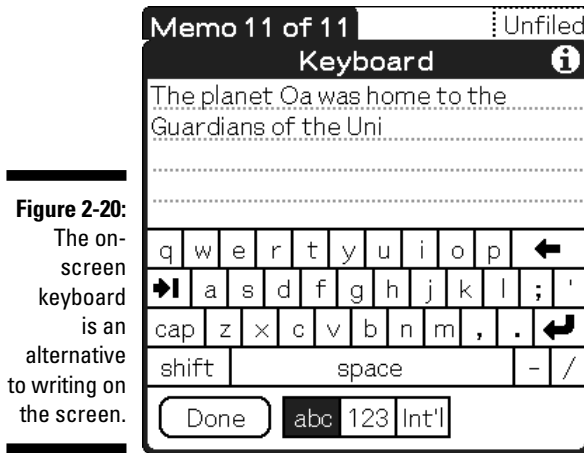 Memo 11 of 11
Unfiled
Keyboard
i
The planet Oa was home to the
Guardians of the Uni
q w e r t y u i o p
a s d f g h j k l ; '
cap z x c v b n m , .
shift space - /
Done abc 123 Int'l
Figure 2-20:
The on-
screen
keyboard
is an
alternative
to writing on
the screen.